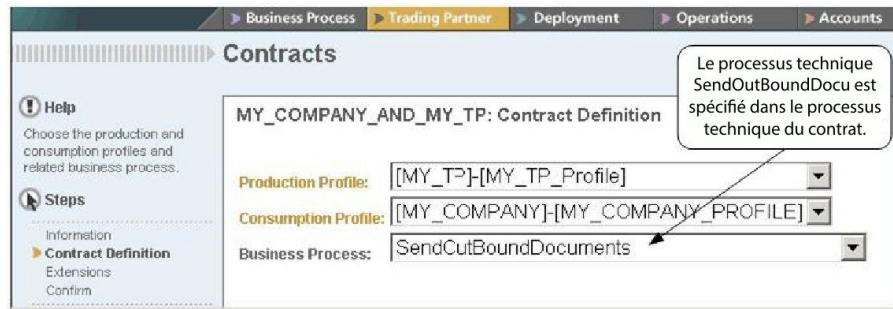 Business Process
Trading Partner
Deployment
Operations
Accounts
Contracts
Le processus technique
SendOutBoundDocu est
spécifié dans le processus
technique du contrat.
Help
Choose the production and
consumption profiles and
related business process.
Steps
Information
Contract Definition
Extensions
Confirm
MY_COMPANY_AND_MY_TP: Contract Definition
Production Profile: [MY_TP]-[MY_TP_Profile]
Consumption Profile: [MY_COMPANY]-[MY_COMPANY_PROFILE]
Business Process: SendCutBoundDocuments